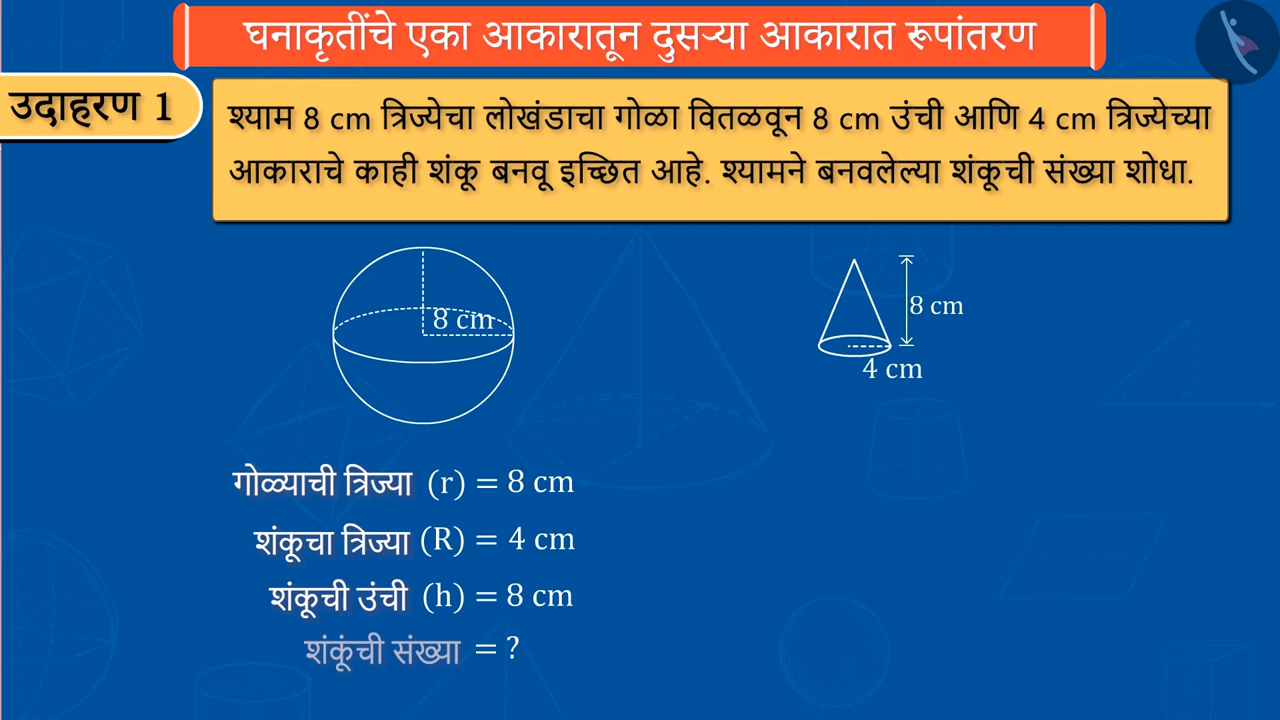 घनाकृतींचे एका आकारातून दुसऱ्या आकारात रूपांतरण
उदाहरण 1
श्याम 8 cm त्रिज्येचा लोखंडाचा गोळा वितळवून 8 cm उंची आणि 4 cm त्रिज्येच्या
आकाराचे काही शंकू बनवू इच्छित आहे. श्यामने बनवलेल्या शंकूची संख्या शोधा.
8 cm
8 cm
4 cm
गोळ्याची त्रिज्या (r) = 8 cm
शंकूचा त्रिज्या (R) = 4 cm
शंकूची उंची (h) = 8 cm
शंकूंची संख्या = ?